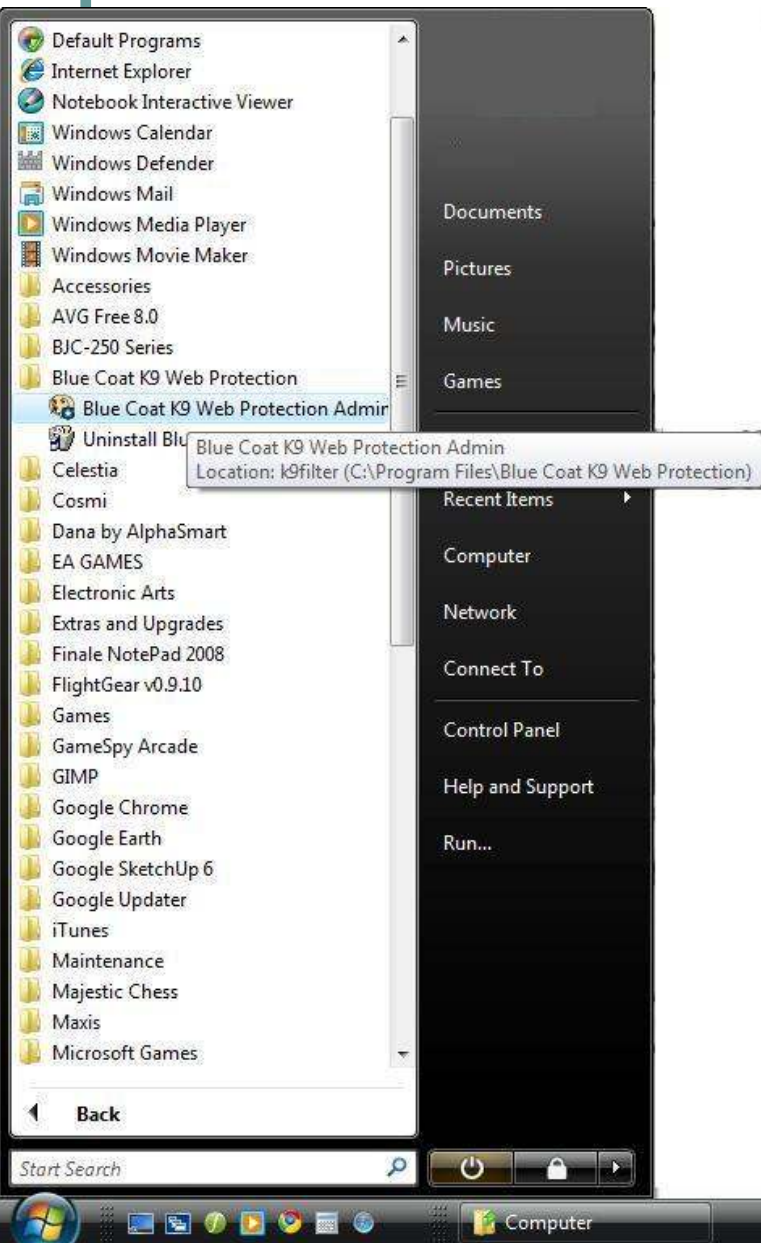 Default Programs
Internet Explorer
Notebook Interactive Viewer
Windows Calendar
Windows Defender
Windows Mail
Windows Media Player
Windows Movie Maker
Accessories
AVG Free 8.0
BJC-250 Series
Blue Coat K9 Web Protection
Blue Coat K9 Web Protection Admin
Uninstall Blu
Blue Coat K9 Web Protection Admin
Location: k9filter (C:\Program Files\Blue Coat K9 Web Protection)
Celestia
Cosmi
Dana by AlphaSmart
EA GAMES
Electronic Arts
Extras and Upgrades
Finale NotePad 2008
FlightGear v0.9.10
Games
GameSpy Arcade
GIMP
Google Chrome
Google Earth
Google SketchUp 6
Google Updater
iTunes
Maintenance
Majestic Chess
Maxis
Microsoft Games
Back
Start Search
Documents
Pictures
Music
Games
Recent Items
Computer
Network
Connect To
Control Panel
Help and Support
Run...
Computer